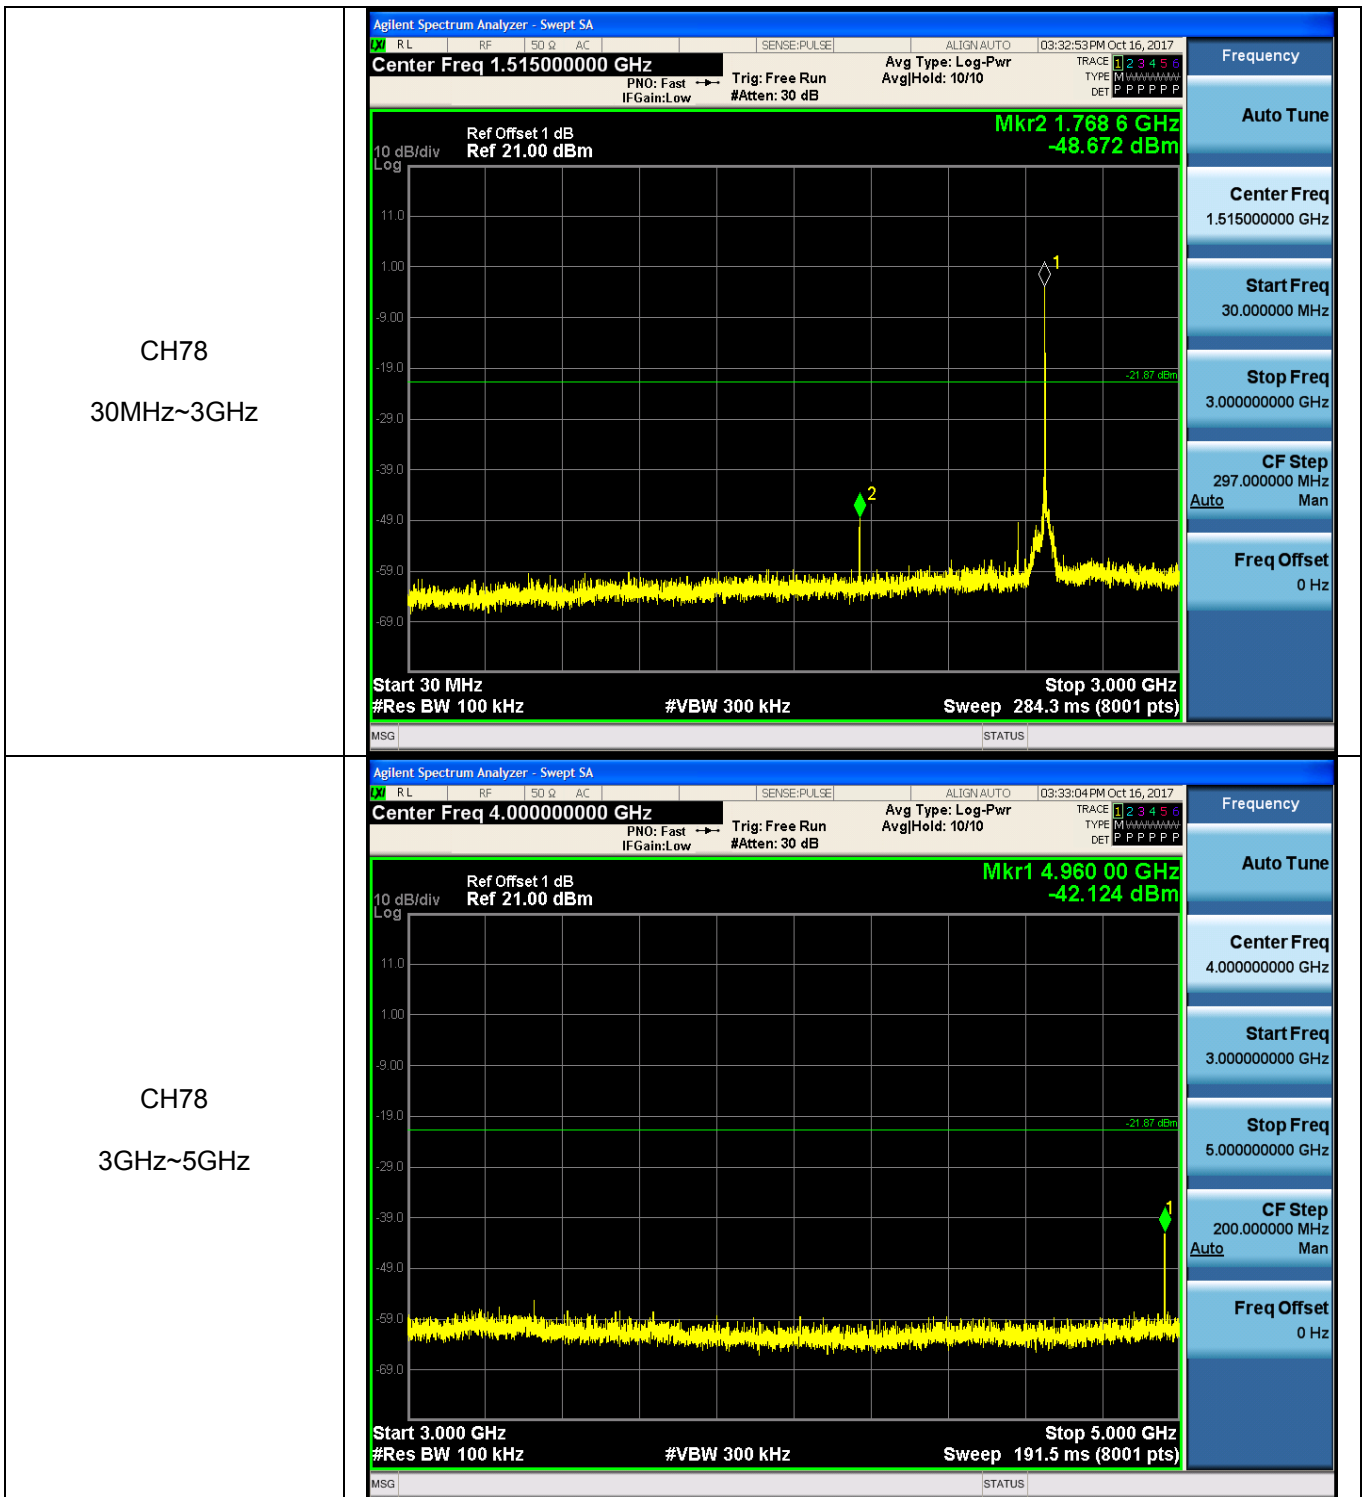 CH78
30MHz~3GHz
Agilent Spectrum Analyzer - Swept SA
LXI RL RF 50 Ω AC SENSE:PULSE ALIGN AUTO 03:32:53 PM Oct 16, 2017
Center Freq 1.515000000 GHz
PNO: Fast
IFGain:Low
Trig: Free Run
#Atten: 30 dB
Avg Type: Log-Pwr
Avg|Hold: 10/10
TRACE 1 2 3 4 5 6
TYPE M
DET P P P P P P
Mkr2 1.768 6 GHz
-48.672 dBm
Ref Offset 1 dB
10 dB/div Ref 21.00 dBm
Log
11.0
1.00
-9.00
-19.0
-29.0
-39.0
-49.0
-59.0
-69.0
1
-21.87 dBm
2
Start 30 MHz Stop 3.000 GHz
#Res BW 100 kHz #VBW 300 kHz Sweep 284.3 ms (8001 pts)
MSG STATUS
Frequency
Auto Tune
Center Freq
1.515000000 GHz
Start Freq
30.000000 MHz
Stop Freq
3.000000000 GHz
CF Step
297.000000 MHz
Auto Man
Freq Offset
0 Hz
CH78
3GHz~5GHz
Agilent Spectrum Analyzer - Swept SA
LXI RL RF 50 Ω AC SENSE:PULSE ALIGN AUTO 03:33:04 PM Oct 16, 2017
Center Freq 4.000000000 GHz
PNO: Fast
IFGain:Low
Trig: Free Run
#Atten: 30 dB
Avg Type: Log-Pwr
Avg|Hold: 10/10
TRACE 1 2 3 4 5 6
TYPE M
DET P P P P P P
Mkr1 4.960 00 GHz
-42.124 dBm
Ref Offset 1 dB
10 dB/div Ref 21.00 dBm
Log
11.0
1.00
-9.00
-19.0
-29.0
-39.0
-49.0
-59.0
-69.0
-21.87 dBm
1
Start 3.000 GHz Stop 5.000 GHz
#Res BW 100 kHz #VBW 300 kHz Sweep 191.5 ms (8001 pts)
MSG STATUS
Frequency
Auto Tune
Center Freq
4.000000000 GHz
Start Freq
3.000000000 GHz
Stop Freq
5.000000000 GHz
CF Step
200.000000 MHz
Auto Man
Freq Offset
0 Hz